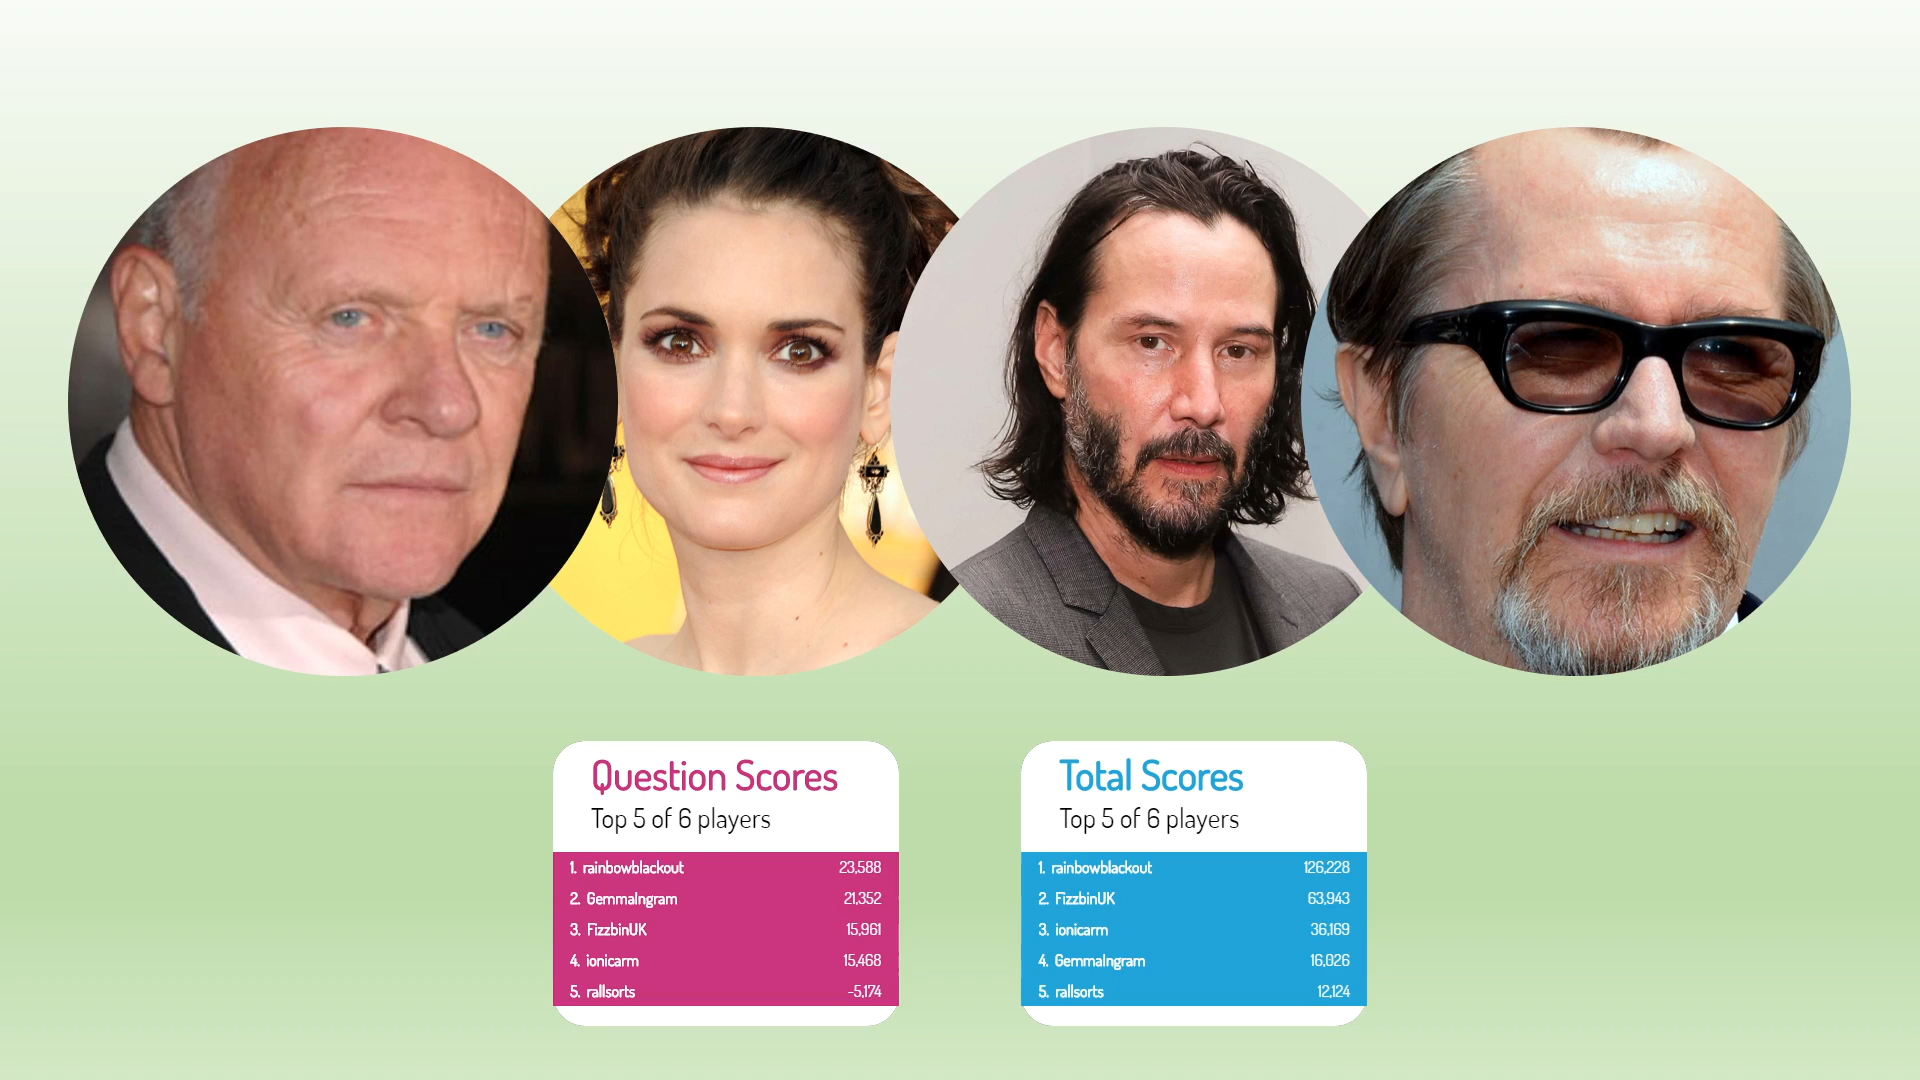 Question Scores
Top 5 of 6 players
1. rainbowblackout 23,588
2. GemmaIngram 21,352
3. FizzbinUK 15,961
4. ionicarm 15,468
5. rallsorts -5,174
Total Scores
Top 5 of 6 players
1. rainbowblackout 126,228
2. FizzbinUK 63,943
3. ionicarm 36,169
4. GemmaIngram 16,026
5. rallsorts 12,124